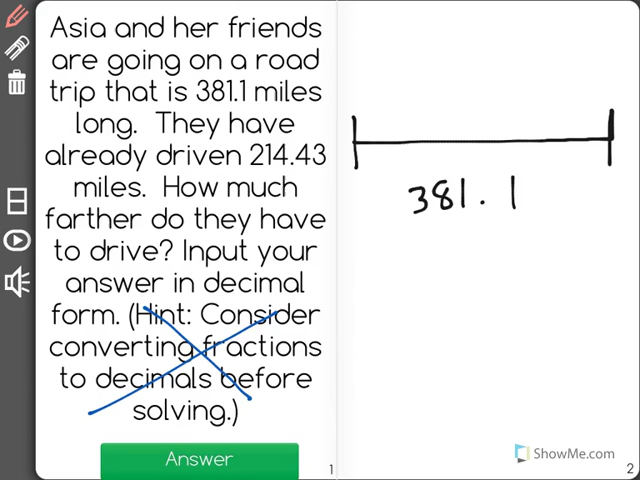 Asia and her friends
are going on a road
trip that is 381.1 miles
long. They have
already driven 214.43
miles. How much
farther do they have
to drive? Input your
answer in decimal
form. (Hint: Consider
converting fractions
to decimals before
solving.)
Answer
1
381.1
ShowMe.com
2